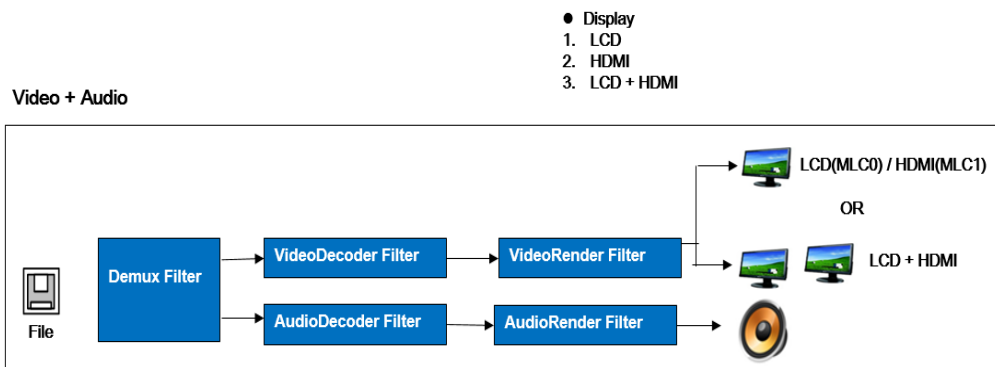 ● Display
1. LCD
2. HDMI
3. LCD + HDMI
Video + Audio
LCD(MLC0) / HDMI(MLC1)
OR
VideoDecoder Filter
VideoRender Filter
LCD + HDMI
Demux Filter
AudioDecoder Filter
AudioRender Filter
File